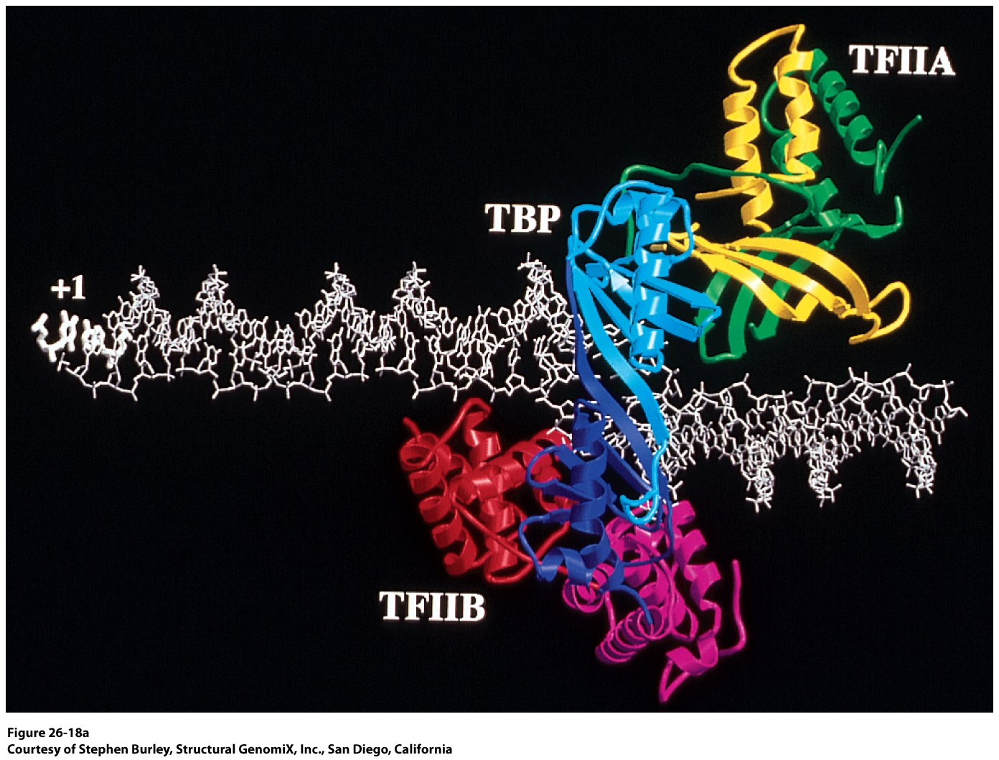 TFIIA
TBP
+1
TFIIB
Figure 26-18a
Courtesy of Stephen Burley, Structural GenomiX, Inc., San Diego, California